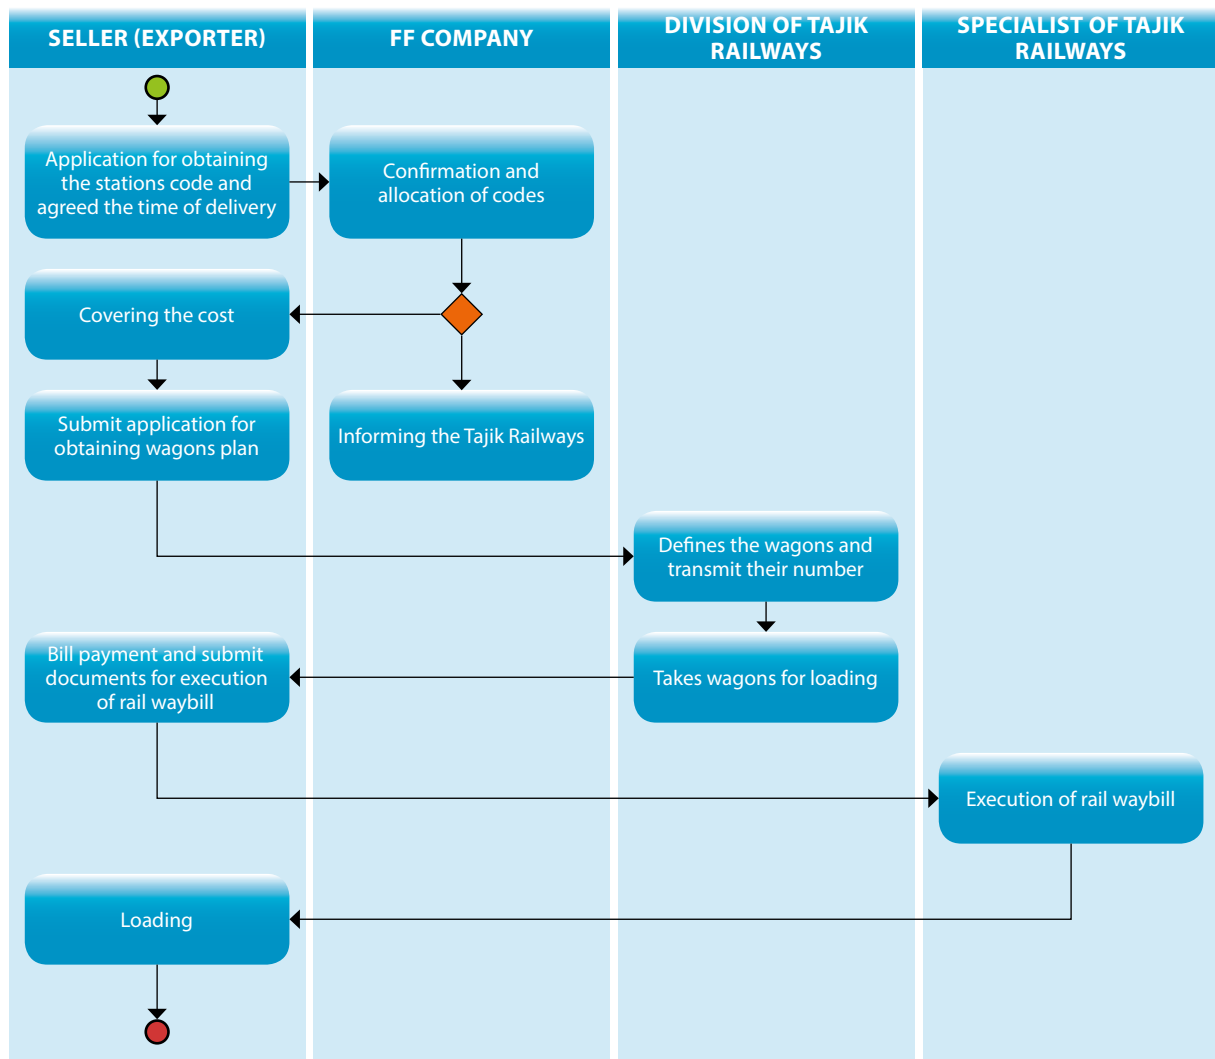 SELLER (EXPORTER)
FF COMPANY
DIVISION OF TAJIK
RAILWAYS
SPECIALIST OF TAJIK
RAILWAYS
Application for obtaining
the stations code and
agreed the time of delivery
Confirmation and
allocation of codes
Covering the cost
Submit application for
obtaining wagons plan
Informing the Tajik Railways
Defines the wagons and
transmit their number
Bill payment and submit
documents for execution
of rail waybill
Takes wagons for loading
Execution of rail waybill
Loading